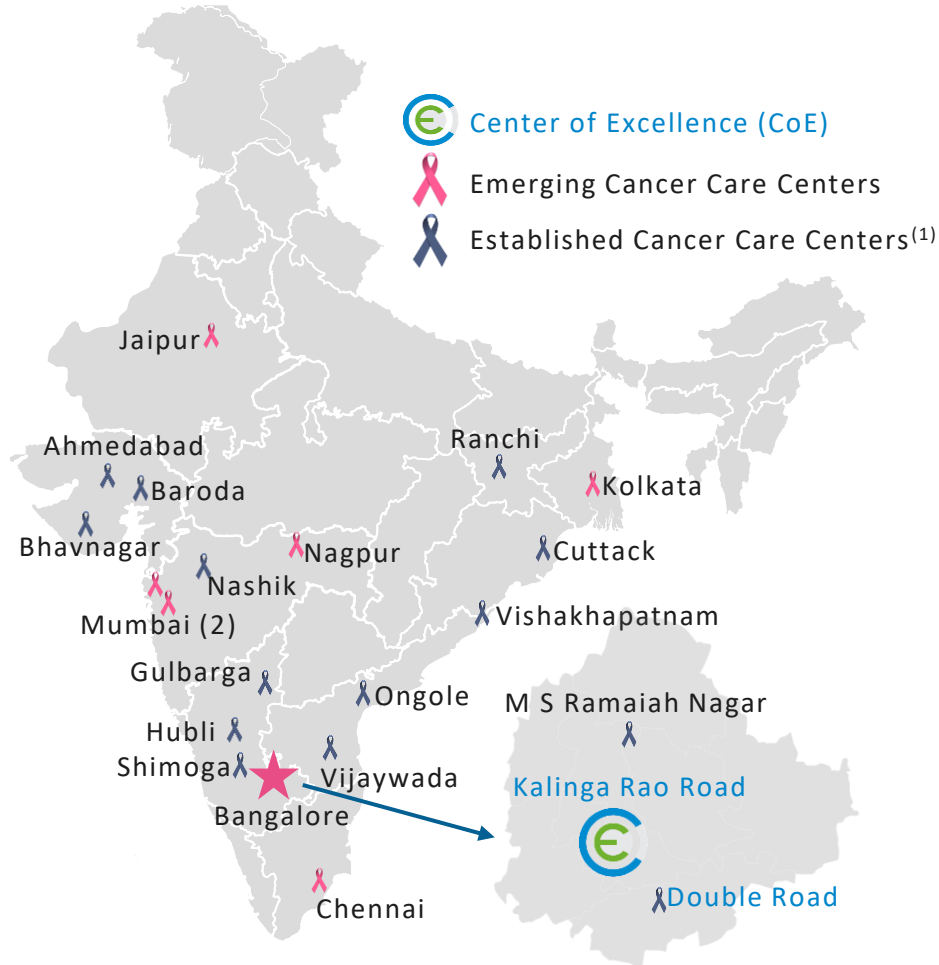 Center of Excellence (CoE)
Emerging Cancer Care Centers
Established Cancer Care Centers(1)
Jaipur
Ahmedabad
Baroda
Bhavnagar
Ranchi
Kolkata
Nagpur
Nashik
Cuttack
Mumbai (2)
Vishakhapatnam
Gulbarga
Ongole
Hubli
Shimoga
Vijaywada
Bangalore
Chennai
M S Ramaiah Nagar
Kalinga Rao Road
Double Road